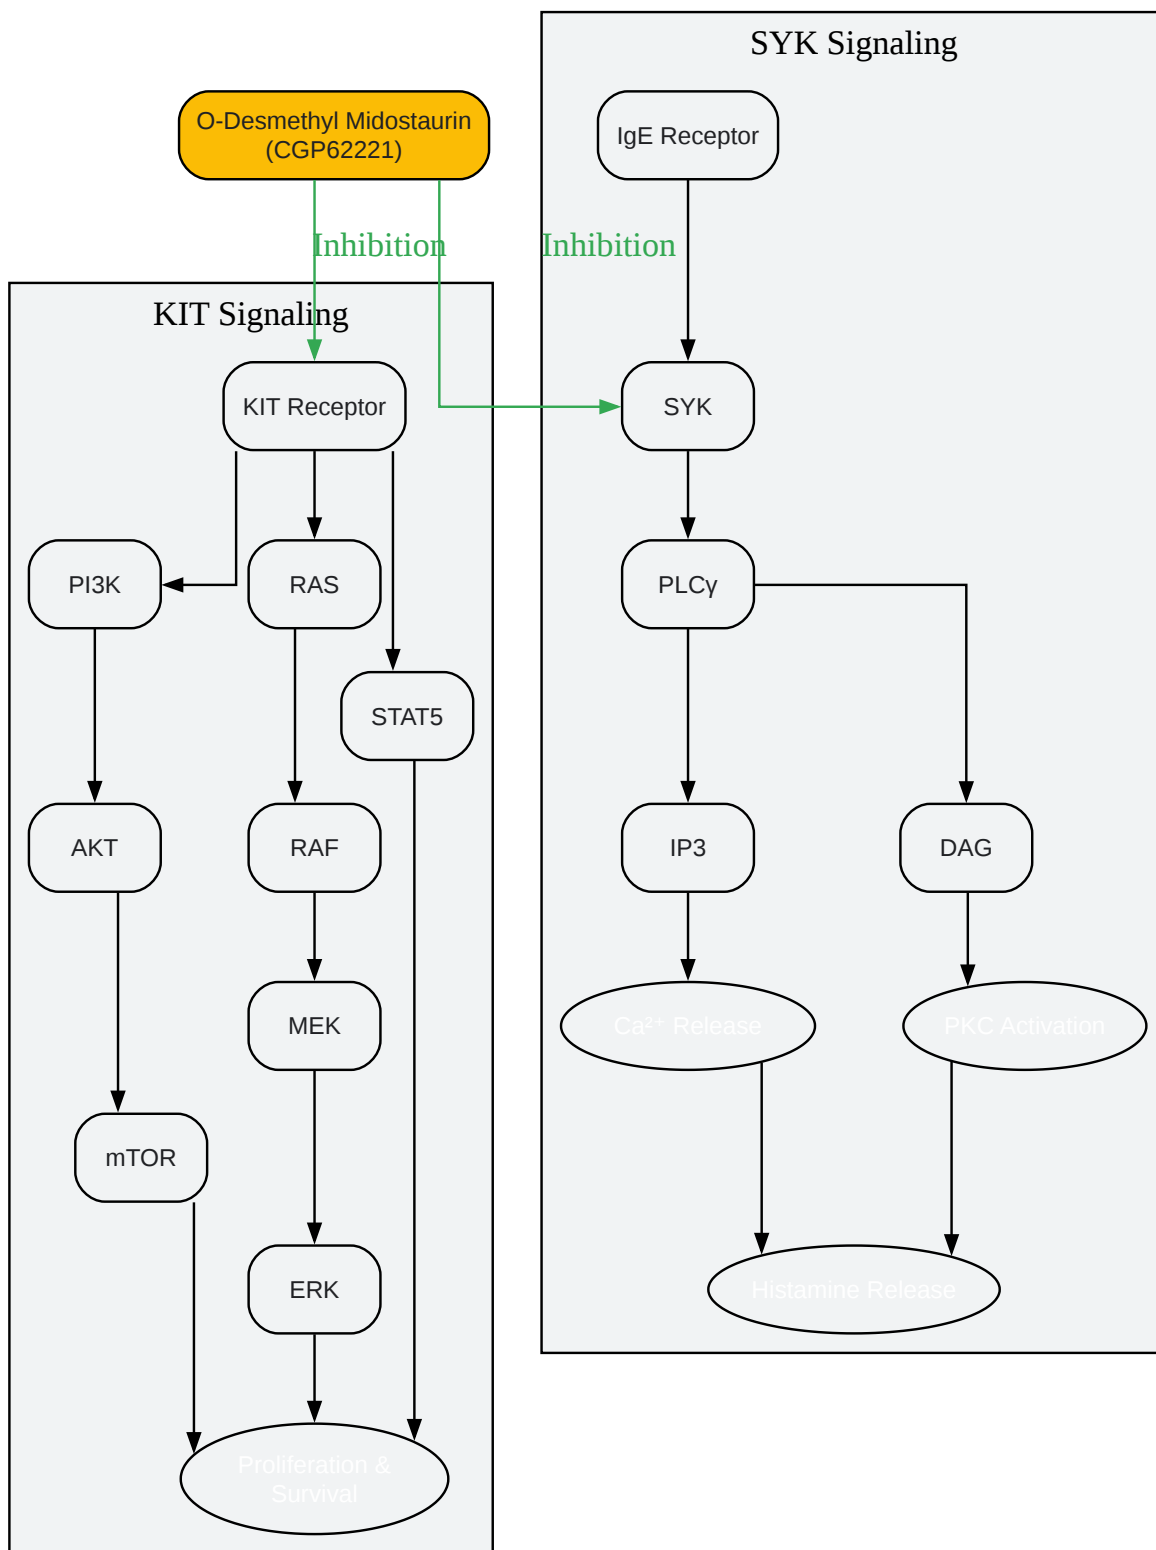 SYK Signaling
O-Desmethyl Midostaurin
(CGP62221)
IgE Receptor
Inhibition
Inhibition
KIT Signaling
KIT Receptor
SYK
PI3K
RAS
PLCγ
STAT5
AKT
RAF
IP3
DAG
MEK
Ca²⁺ Release
PKC Activation
mTOR
ERK
Histamine Release
Proliferation &
Survival